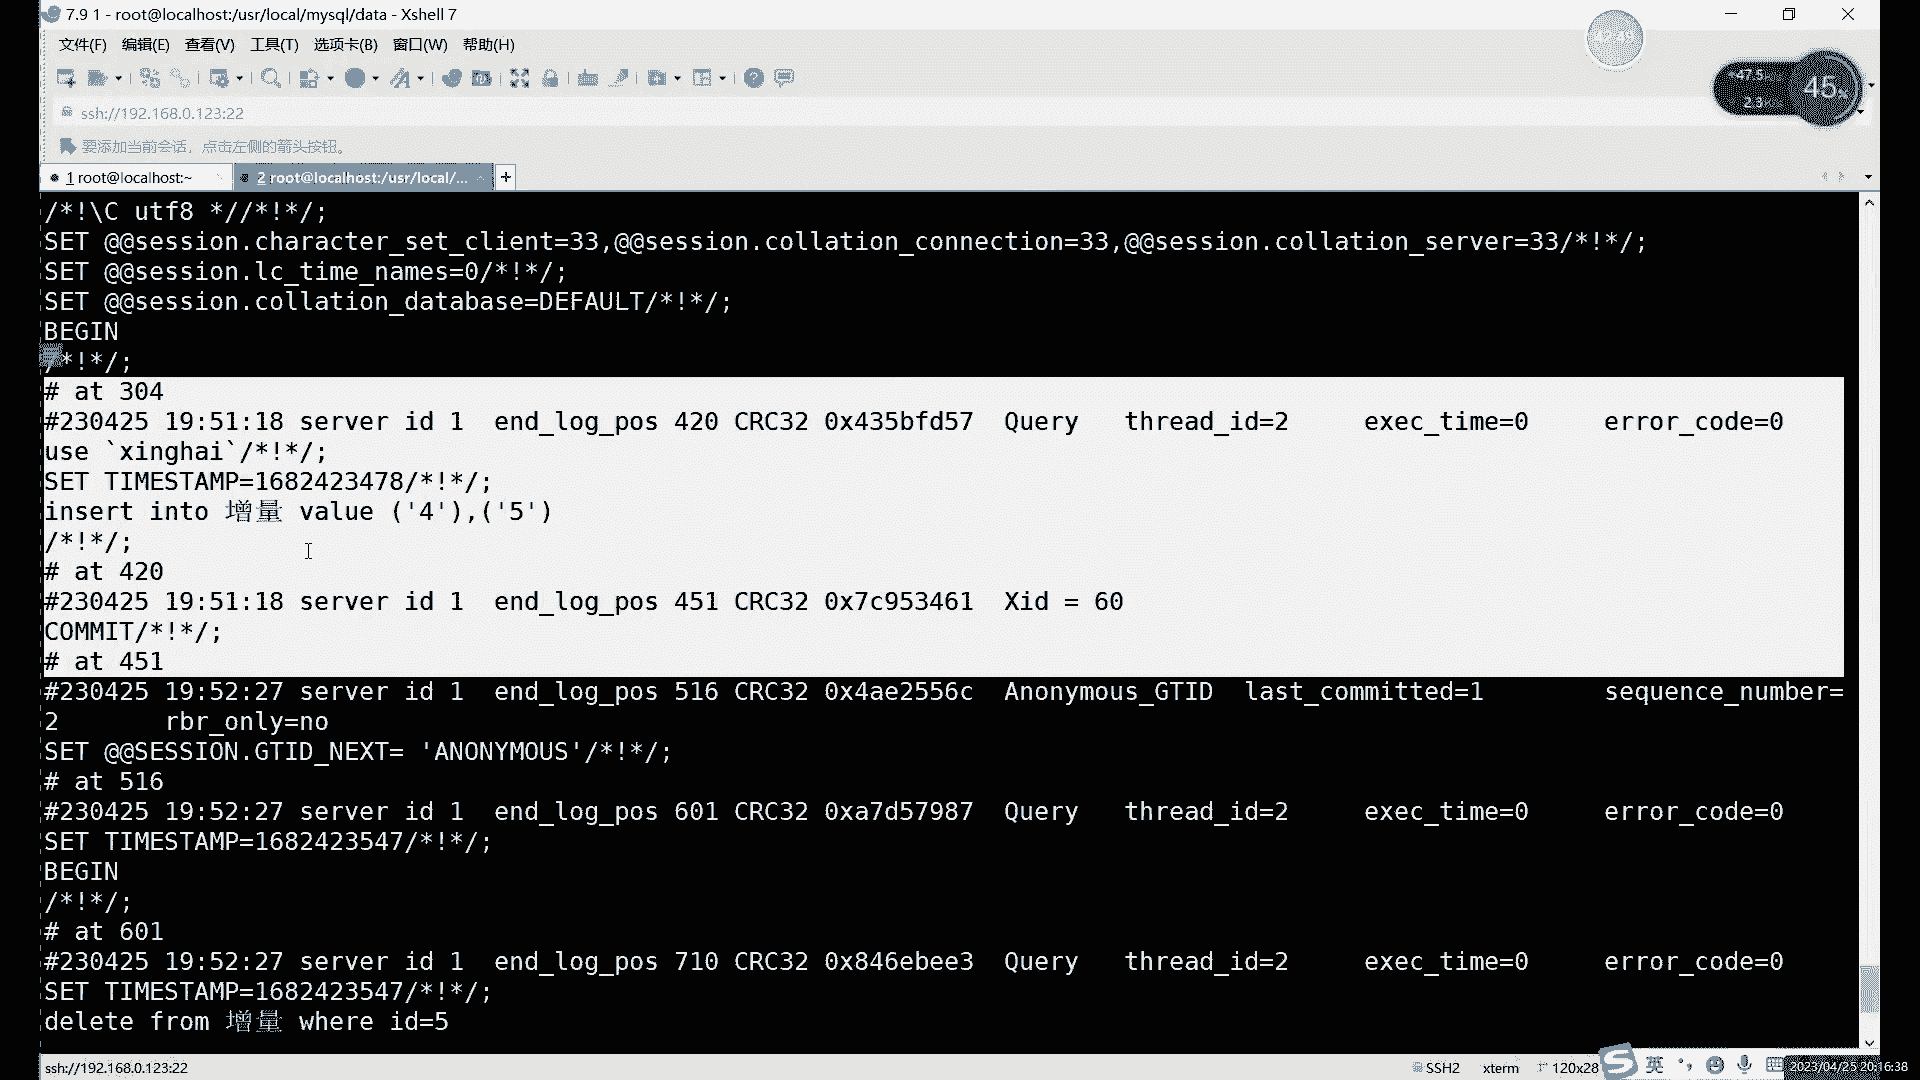 7.9 1 - root@localhost:/usr/local/mysql/data - Xshell 7
文件(F) 编辑(E) 查看(V) 工具(T) 选项卡(B) 窗口(W) 帮助(H)
ssh://192.168.0.123:22
要添加当前会话，点击左侧的箭头按钮。
1 root@localhost:~ 2 root@localhost:/usr/local/... +
/*!\C utf8 *//*!*/;
SET @@session.character_set_client=33,@@session.collation_connection=33,@@session.collation_server=33/*!*/;
SET @@session.lc_time_names=0/*!*/;
SET @@session.collation_database=DEFAULT/*!*/;
BEGIN
/*!*/;
# at 304
#230425 19:51:18 server id 1  end_log_pos 420 CRC32 0x435bfd57  Query   thread_id=2     exec_time=0     error_code=0
use `xinghai`/*!*/;
SET TIMESTAMP=1682423478/*!*/;
insert into 增量 value ('4'),('5')
/*!*/;
# at 420
#230425 19:51:18 server id 1  end_log_pos 451 CRC32 0x7c953461  Xid = 60
COMMIT/*!*/;
# at 451
#230425 19:52:27 server id 1  end_log_pos 516 CRC32 0x4ae2556c  Anonymous_GTID  last_committed=1        sequence_number=
2       rbr_only=no
SET @@SESSION.GTID_NEXT= 'ANONYMOUS'/*!*/;
# at 516
#230425 19:52:27 server id 1  end_log_pos 601 CRC32 0xa7d57987  Query   thread_id=2     exec_time=0     error_code=0
SET TIMESTAMP=1682423547/*!*/;
BEGIN
/*!*/;
# at 601
#230425 19:52:27 server id 1  end_log_pos 710 CRC32 0x846ebee3  Query   thread_id=2     exec_time=0     error_code=0
SET TIMESTAMP=1682423547/*!*/;
delete from 增量 where id=5
ssh://192.168.0.123:22 SSH2 xterm 120x28 英 2023/04/25 20:16:38
45%